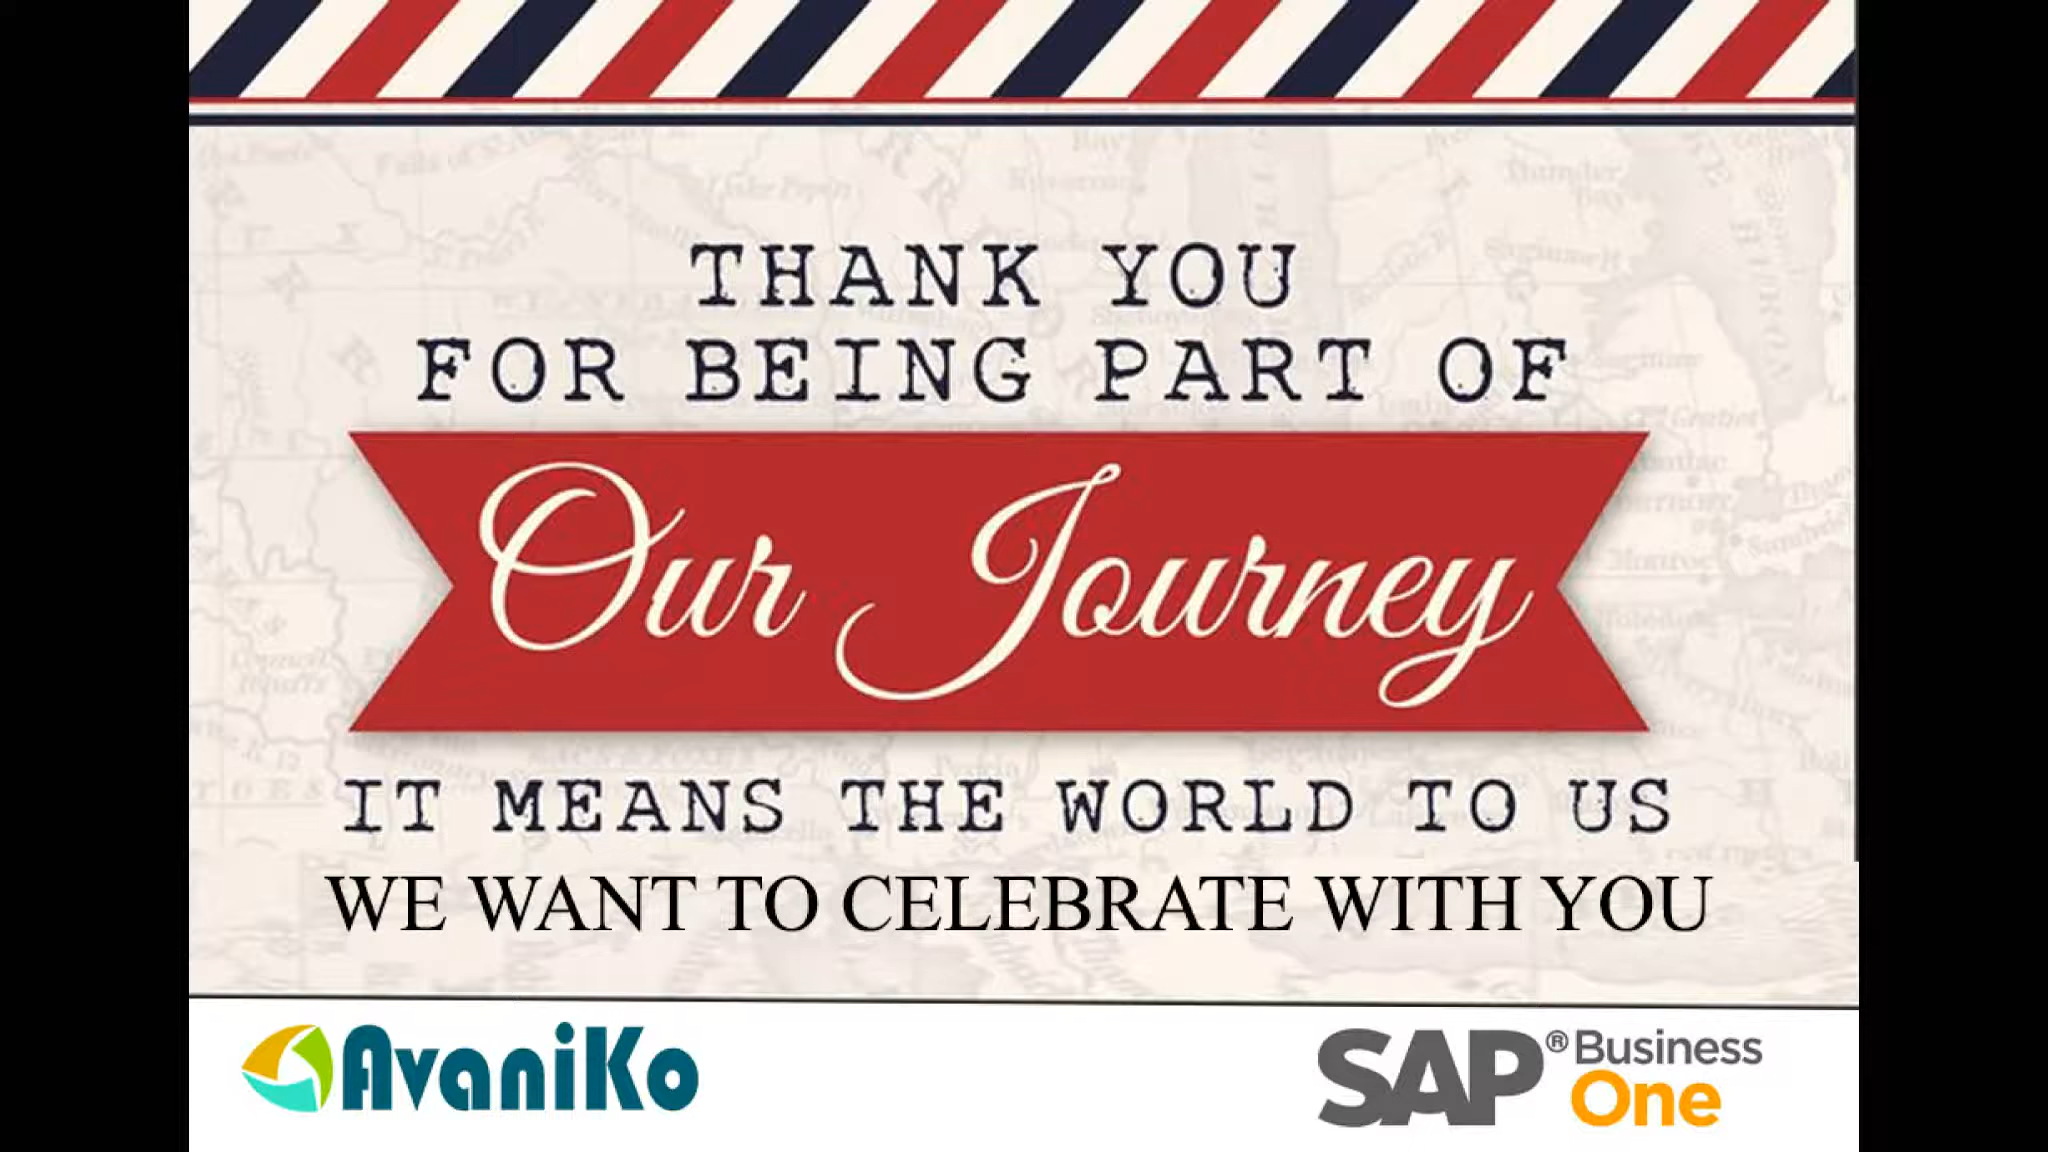 THANK YOU
FOR BEING PART OF
Our Journey
IT MEANS THE WORLD TO US
WE WANT TO CELEBRATE WITH YOU
AvaniKo
SAP® Business One